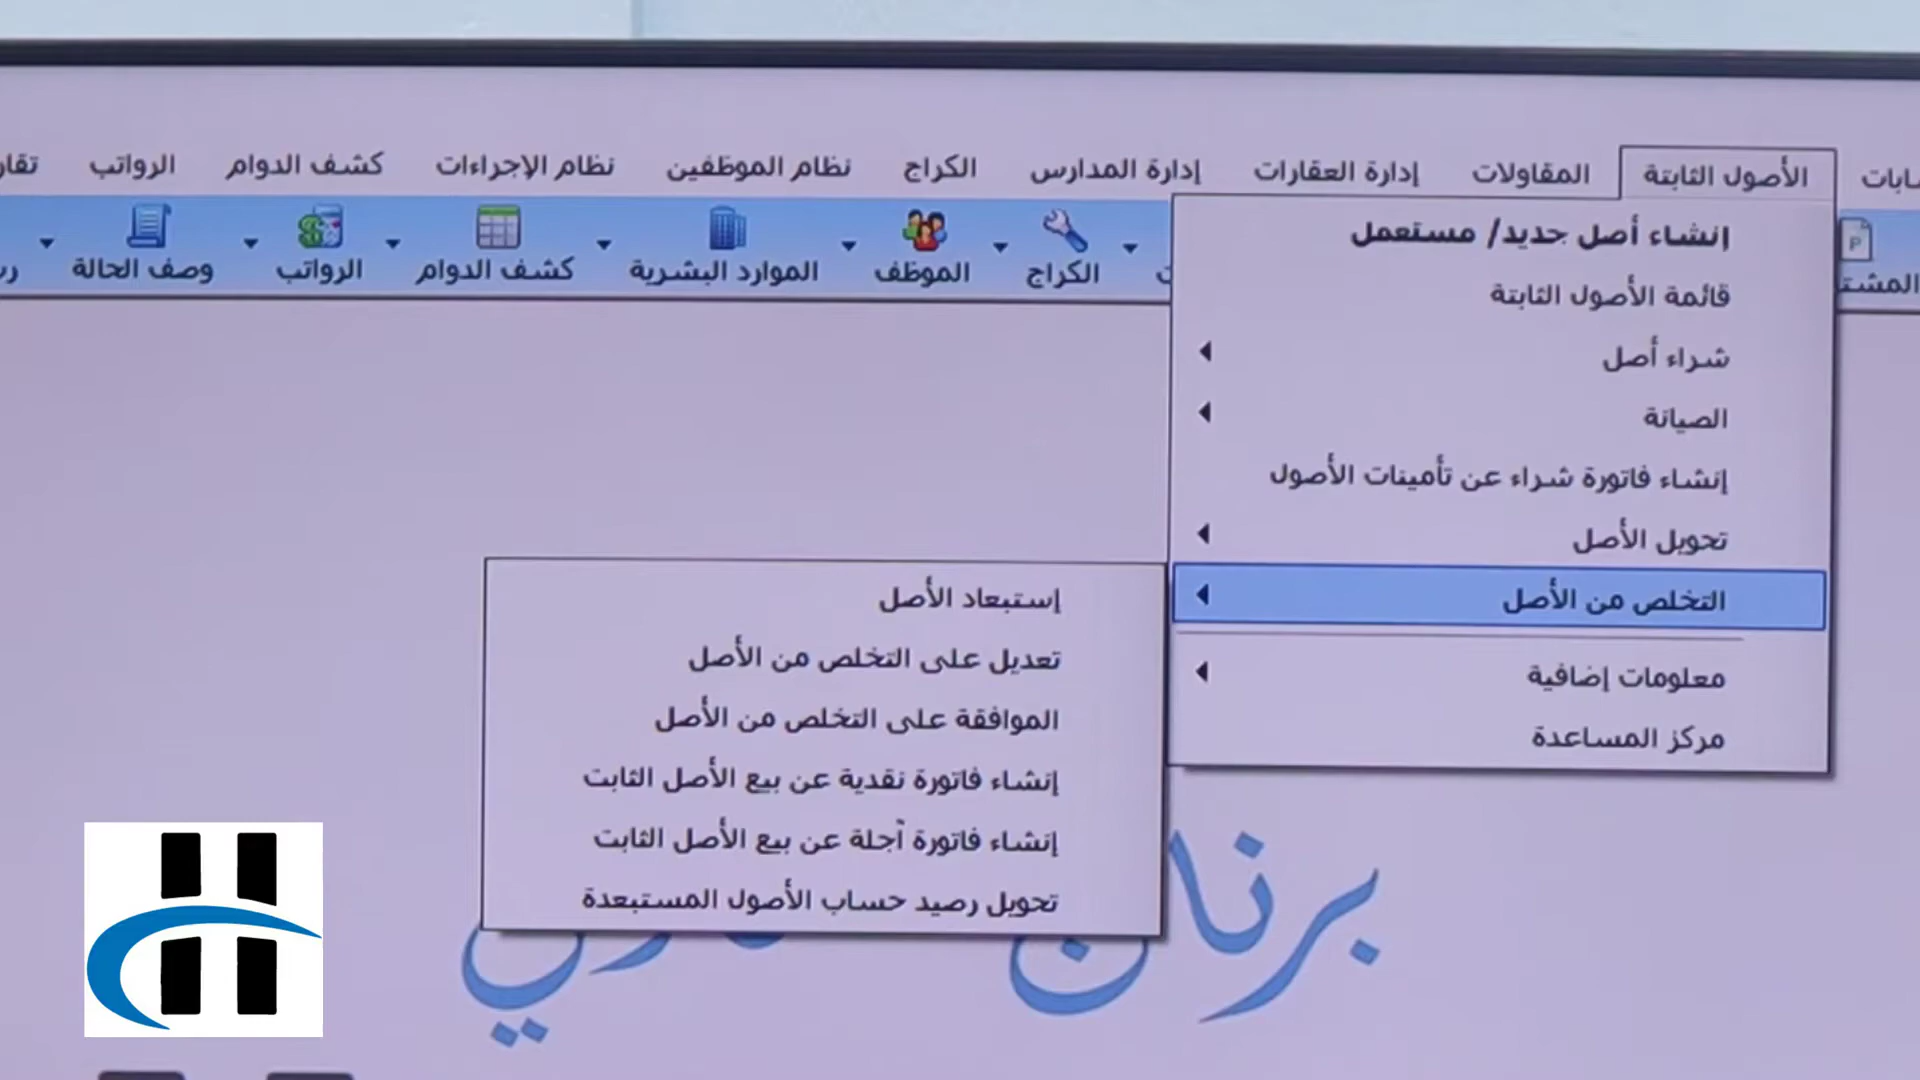 الأصول الثابتة
المقاولات
إدارة العقارات
إدارة المدارس
الكراج
نظام الموظفين
نظام الإجراءات
كشف الدوام
الرواتب
الكراج
الموظف
الموارد البشرية
كشف الدوام
الرواتب
وصف الحالة
إنشاء أصل جديد/ مستعمل
قائمة الأصول الثابتة
شراء أصل
الصيانة
إنشاء فاتورة شراء عن تأمينات الأصول
تحويل الأصل
التخلص من الأصل
معلومات إضافية
مركز المساعدة
إستبعاد الأصل
تعديل على التخلص من الأصل
الموافقة على التخلص من الأصل
إنشاء فاتورة نقدية عن بيع الأصل الثابت
إنشاء فاتورة آجلة عن بيع الأصل الثابت
تحويل رصيد حساب الأصول المستبعدة